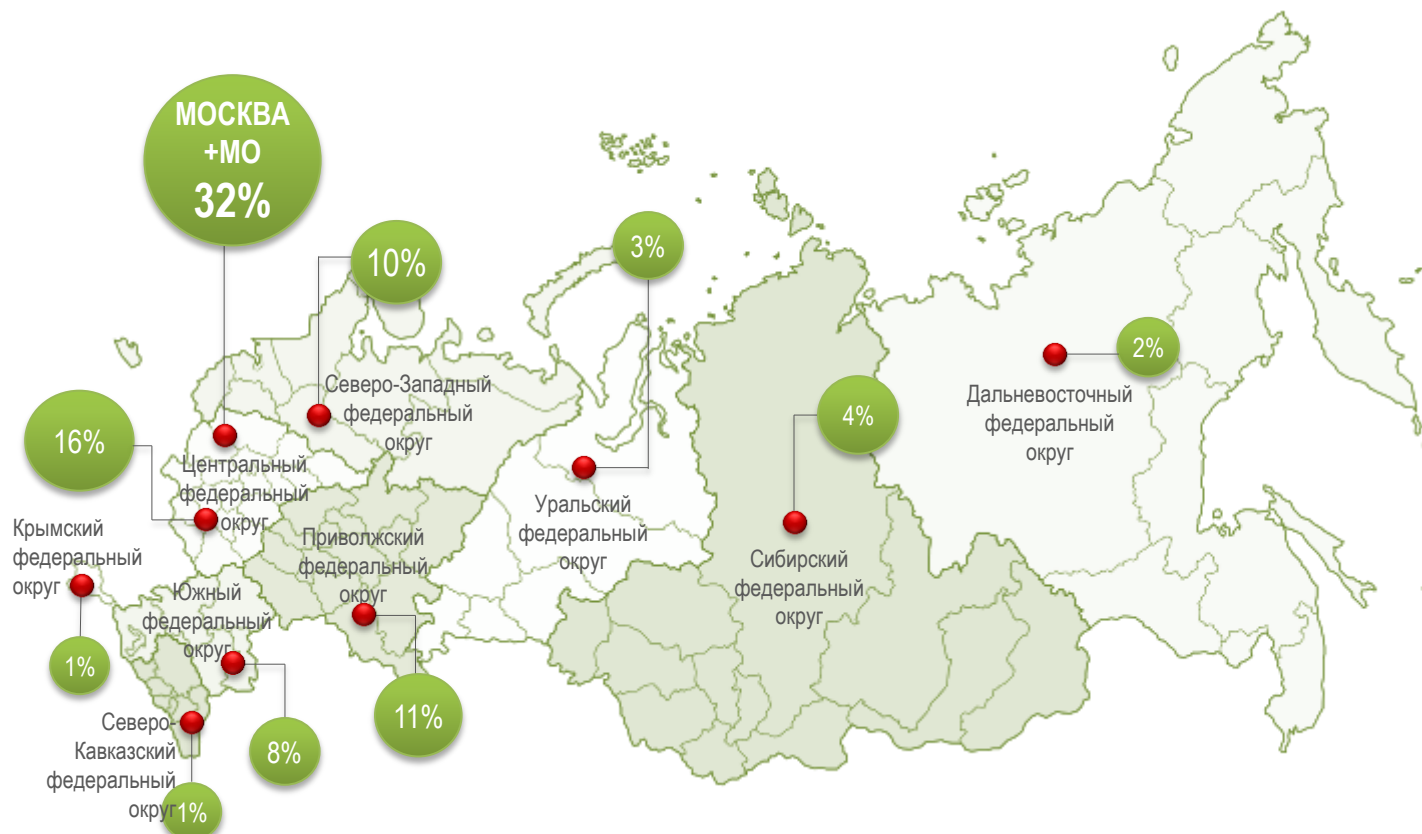 МОСКВА
+МО
32%
10%
3%
2%
Северо-Западный
федеральный
округ
4%
Дальневосточный
федеральный
округ
16%
Центральный
федеральный
округ
Уральский
федеральный
округ
Крымский
федеральный
округ
Приволжский
федеральный
округ
Сибирский
федеральный
округ
Южный
федеральный
округ
1%
11%
8%
Северо-
Кавказский
федеральный
округ
1%